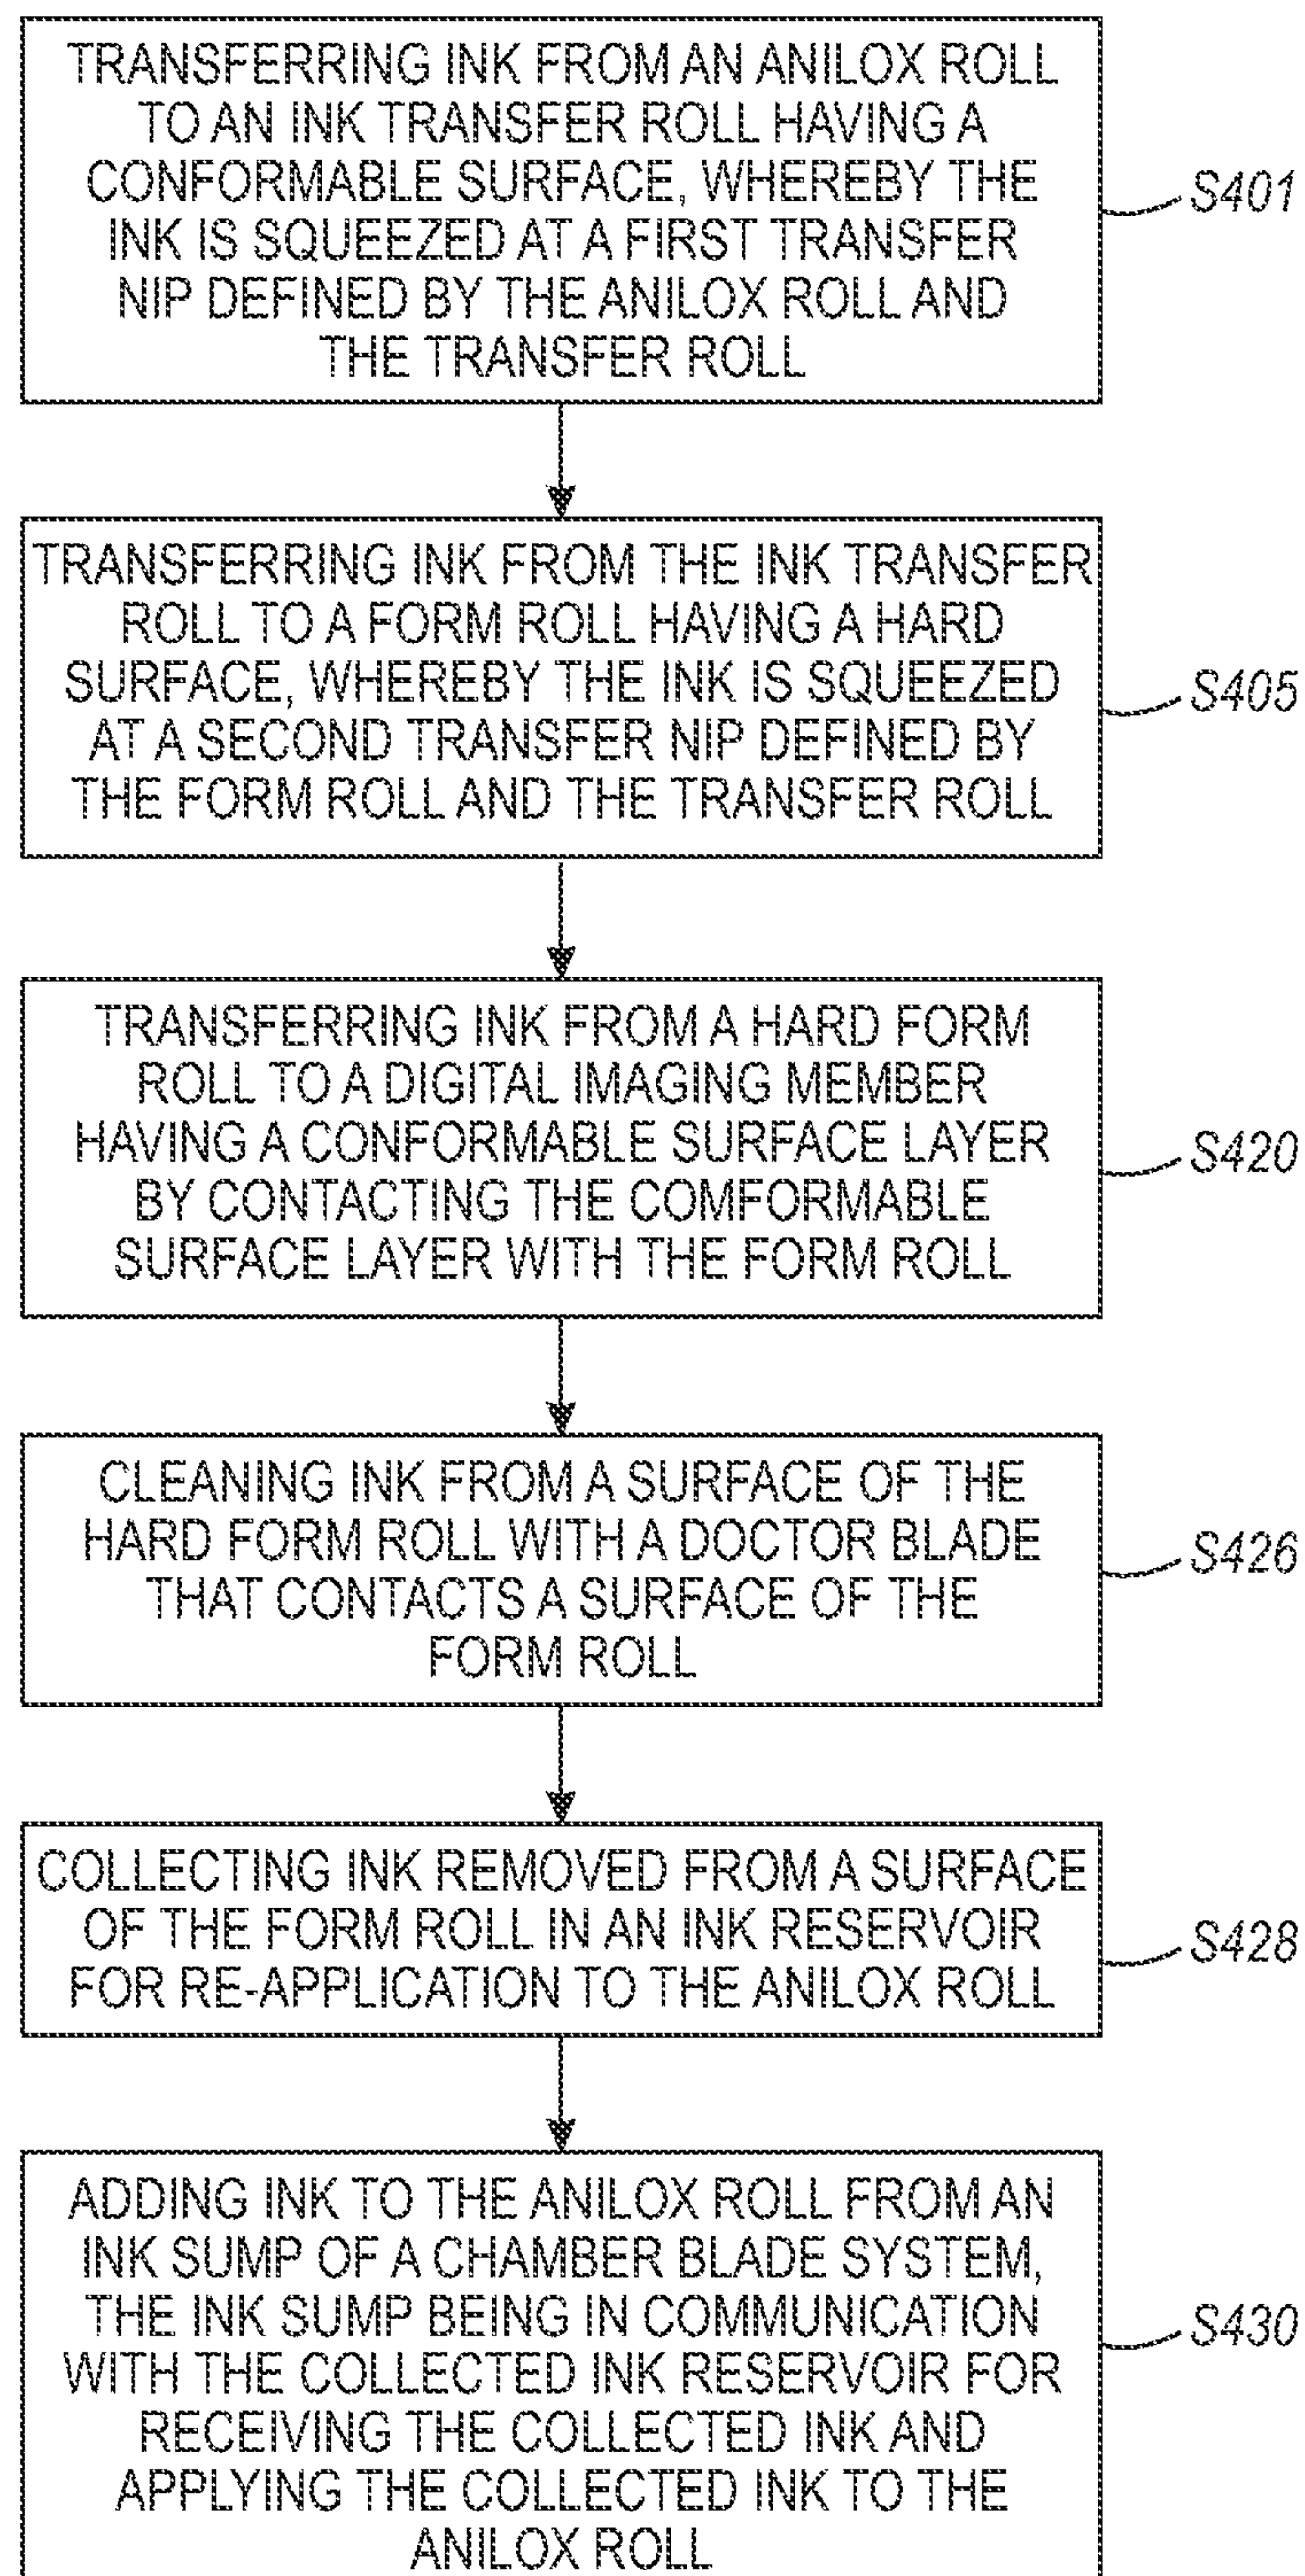 TRANSFERRING INK FROM AN ANILOX ROLL
TO AN INK TRANSFER ROLL HAVING A
CONFORMABLE SURFACE, WHEREBY THE
INK IS SQUEEZED AT A FIRST TRANSFER
NIP DEFINED BY THE ANILOX ROLL AND
THE TRANSFER ROLL
S401
TRANSFERRING INK FROM THE INK TRANSFER
ROLL TO A FORM ROLL HAVING A HARD
SURFACE, WHEREBY THE INK IS SQUEEZED
AT A SECOND TRANSFER NIP DEFINED BY
THE FORM ROLL AND THE TRANSFER ROLL
S405
TRANSFERRING INK FROM A HARD FORM
ROLL TO A DIGITAL IMAGING MEMBER
HAVING A CONFORMABLE SURFACE LAYER
BY CONTACTING THE COMFORMABLE
SURFACE LAYER WITH THE FORM ROLL
S420
CLEANING INK FROM A SURFACE OF THE
HARD FORM ROLL WITH A DOCTOR BLADE
THAT CONTACTS A SURFACE OF THE
FORM ROLL
S426
COLLECTING INK REMOVED FROM A SURFACE
OF THE FORM ROLL IN AN INK RESERVOIR
FOR RE-APPLICATION TO THE ANILOX ROLL
S428
ADDING INK TO THE ANILOX ROLL FROM AN
INK SUMP OF A CHAMBER BLADE SYSTEM,
THE INK SUMP BEING IN COMMUNICATION
WITH THE COLLECTED INK RESERVOIR FOR
RECEIVING THE COLLECTED INK AND
APPLYING THE COLLECTED INK TO THE
ANILOX ROLL
S430